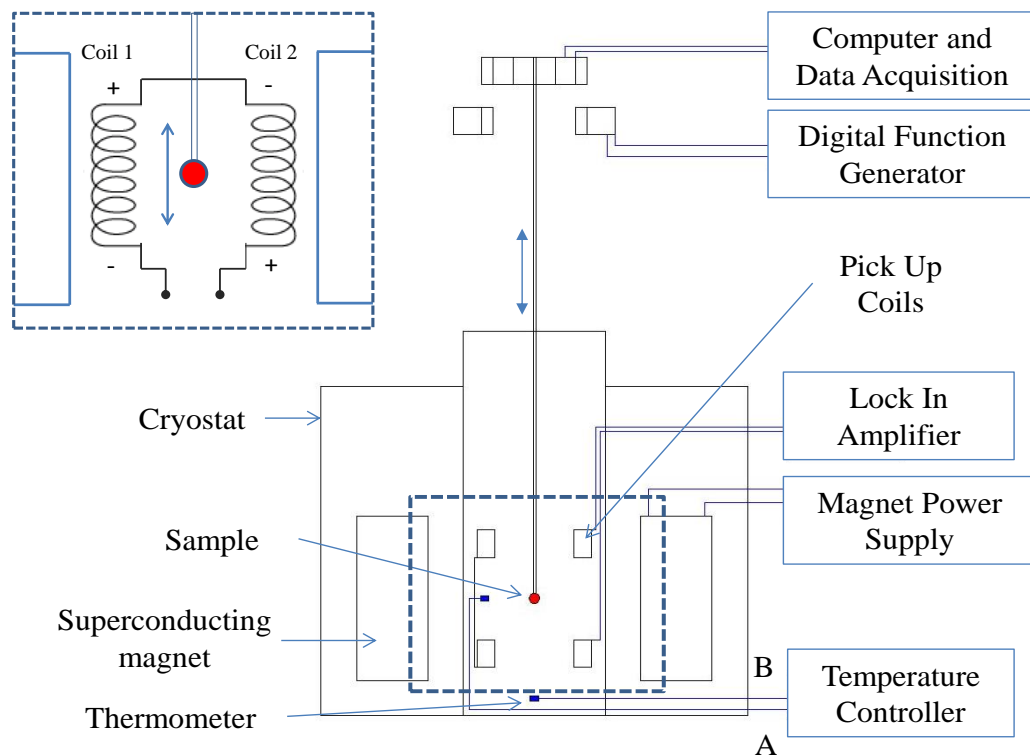 Coil 1
Coil 2
+
-
-
+
Computer and
Data Acquisition
Digital Function
Generator
Pick Up
Coils
Cryostat
Lock In
Amplifier
Magnet Power
Supply
Sample
Superconducting
magnet
B
Temperature
Controller
Thermometer
A